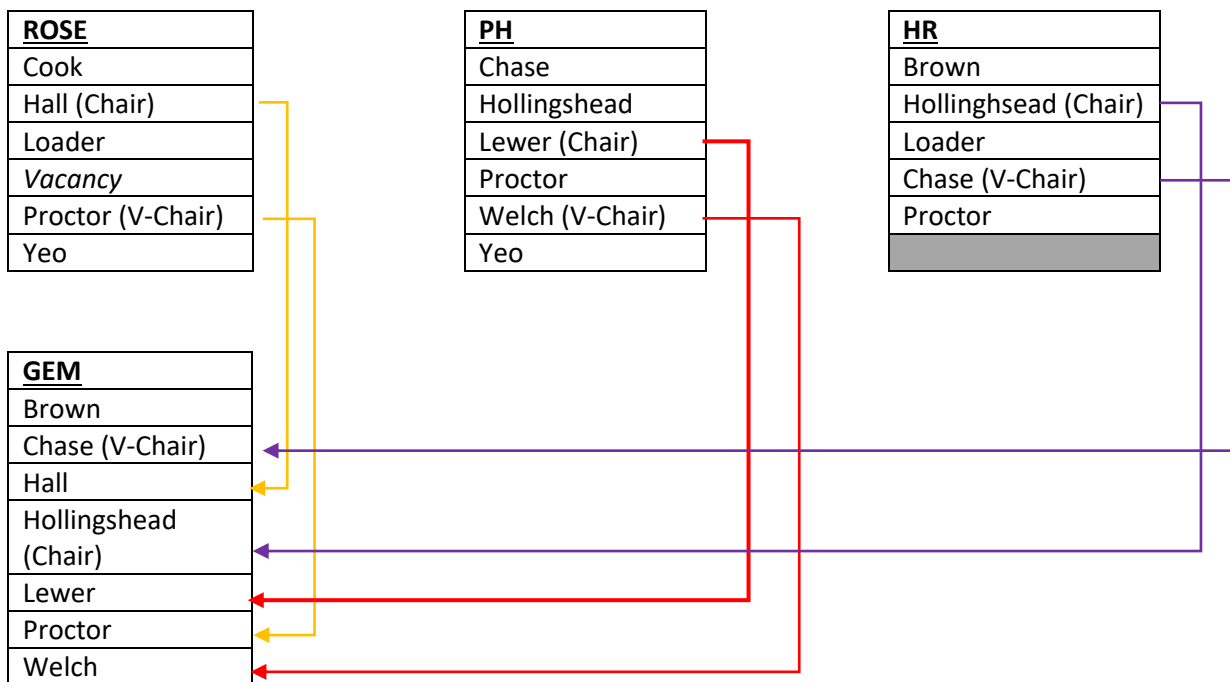 ROSE
Cook
Hall (Chair)
Loader
Vacancy
Proctor (V-Chair)
Yeo
PH
Chase
Hollingshead
Lewer (Chair)
Proctor
Welch (V-Chair)
Yeo
HR
Brown
Hollinghsead (Chair)
Loader
Chase (V-Chair)
Proctor
GEM
Brown
Chase (V-Chair)
Hall
Hollingshead
(Chair)
Lewer
Proctor
Welch